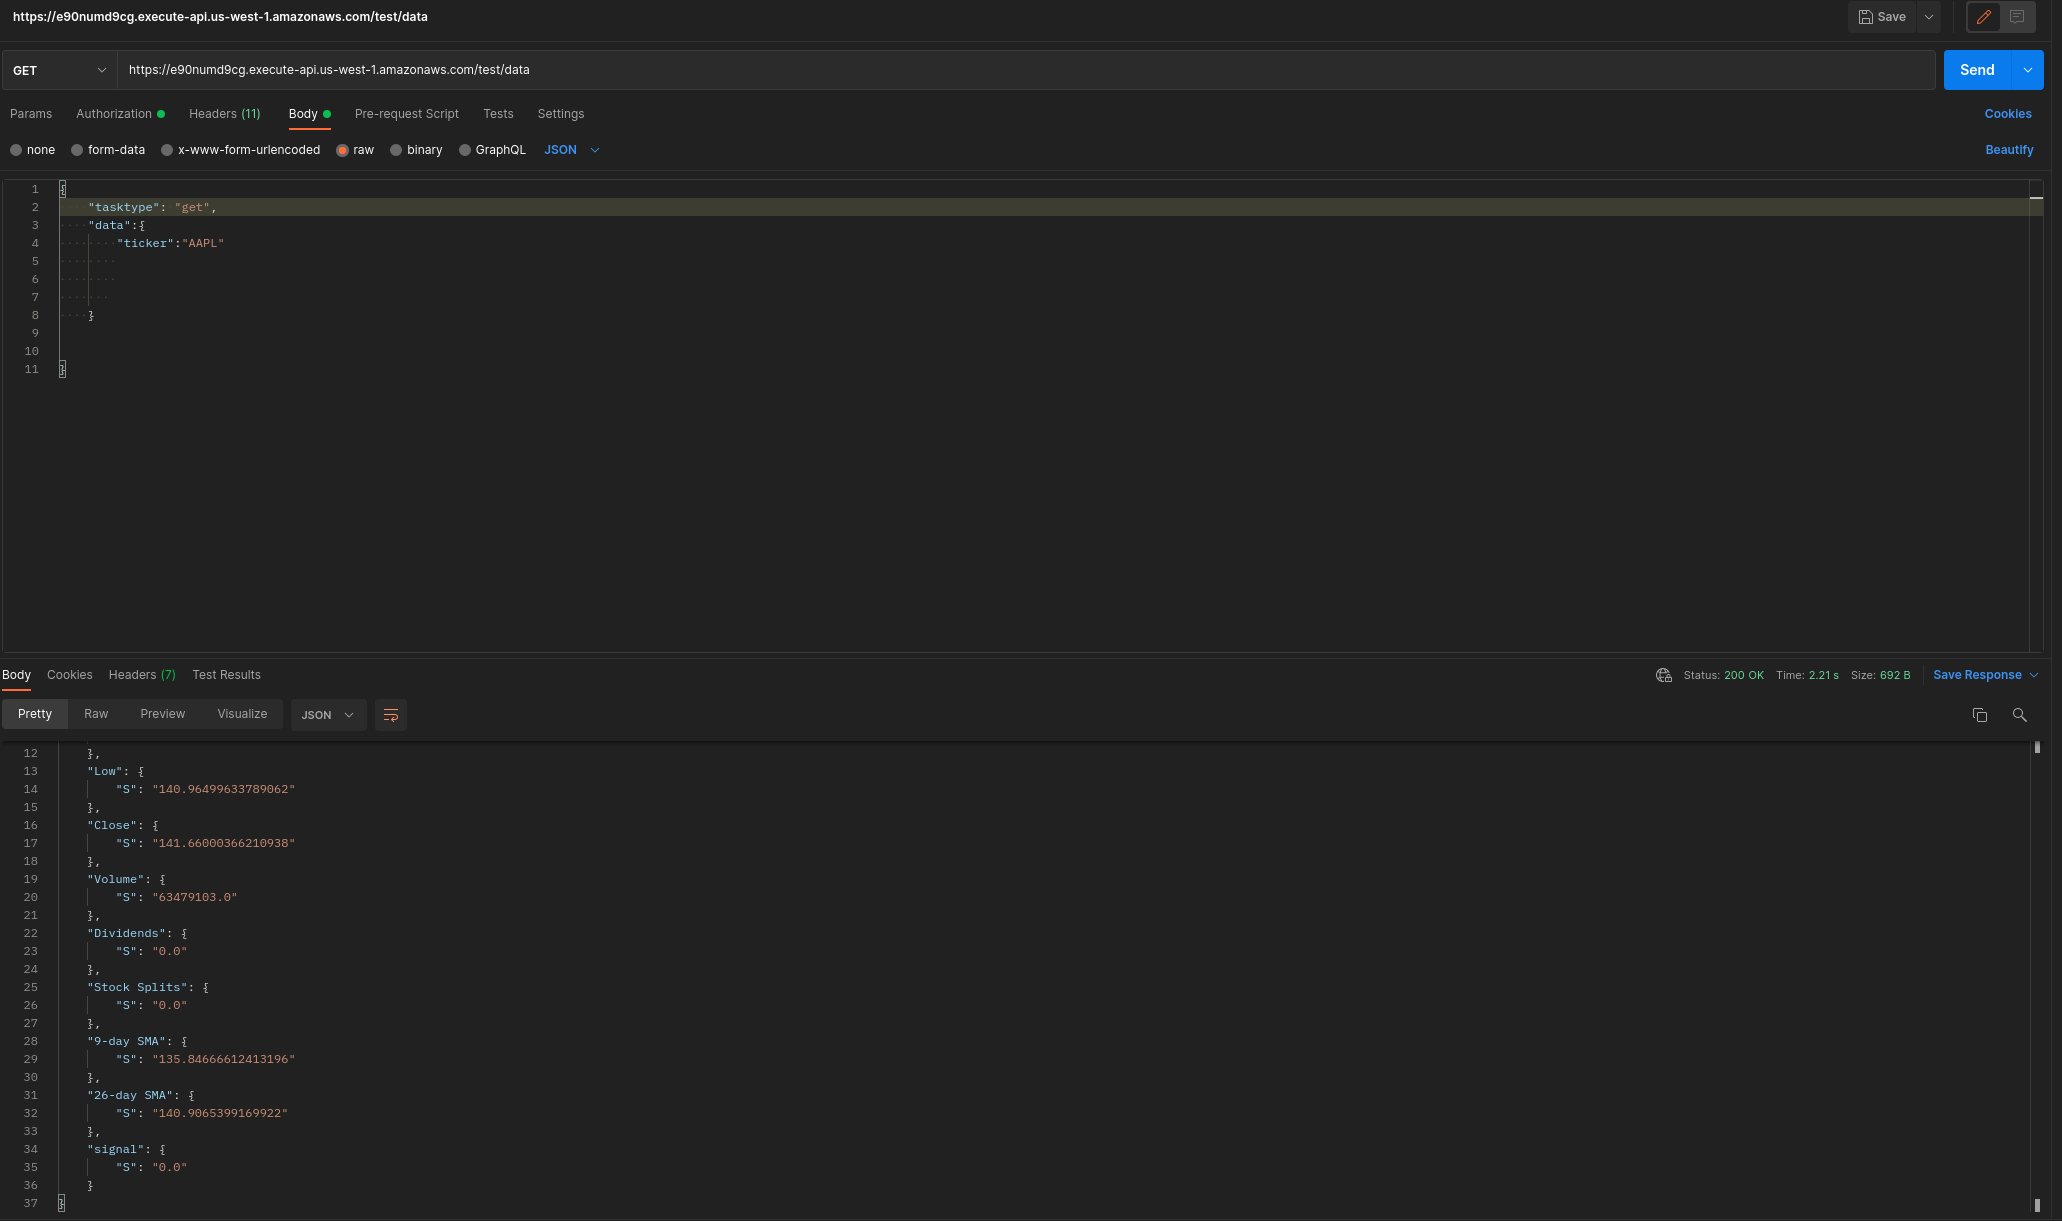 https://e90numd9cg.execute-api.us-west-1.amazonaws.com/test/data
Save
GET
https://e90numd9cg.execute-api.us-west-1.amazonaws.com/test/data
Send
Params Authorization Headers (11) Body Pre-request Script Tests Settings Cookies
none form-data x-www-form-urlencoded raw binary GraphQL JSON Beautify
1 {
2 "tasktype": "get",
3 "data":{
4 "ticker":"AAPL"
5
6
7
8 }
9
10
11 }
Body Cookies Headers (7) Test Results Status: 200 OK Time: 2.21 s Size: 692 B Save Response
Pretty Raw Preview Visualize JSON
12 },
13 "Low": {
14 "S": "140.96499633789062"
15 },
16 "Close": {
17 "S": "141.66000366210938"
18 },
19 "Volume": {
20 "S": "63479103.0"
21 },
22 "Dividends": {
23 "S": "0.0"
24 },
25 "Stock Splits": {
26 "S": "0.0"
27 },
28 "9-day SMA": {
29 "S": "135.84666612413196"
30 },
31 "26-day SMA": {
32 "S": "140.9065399169922"
33 },
34 "signal": {
35 "S": "0.0"
36 }
37 }